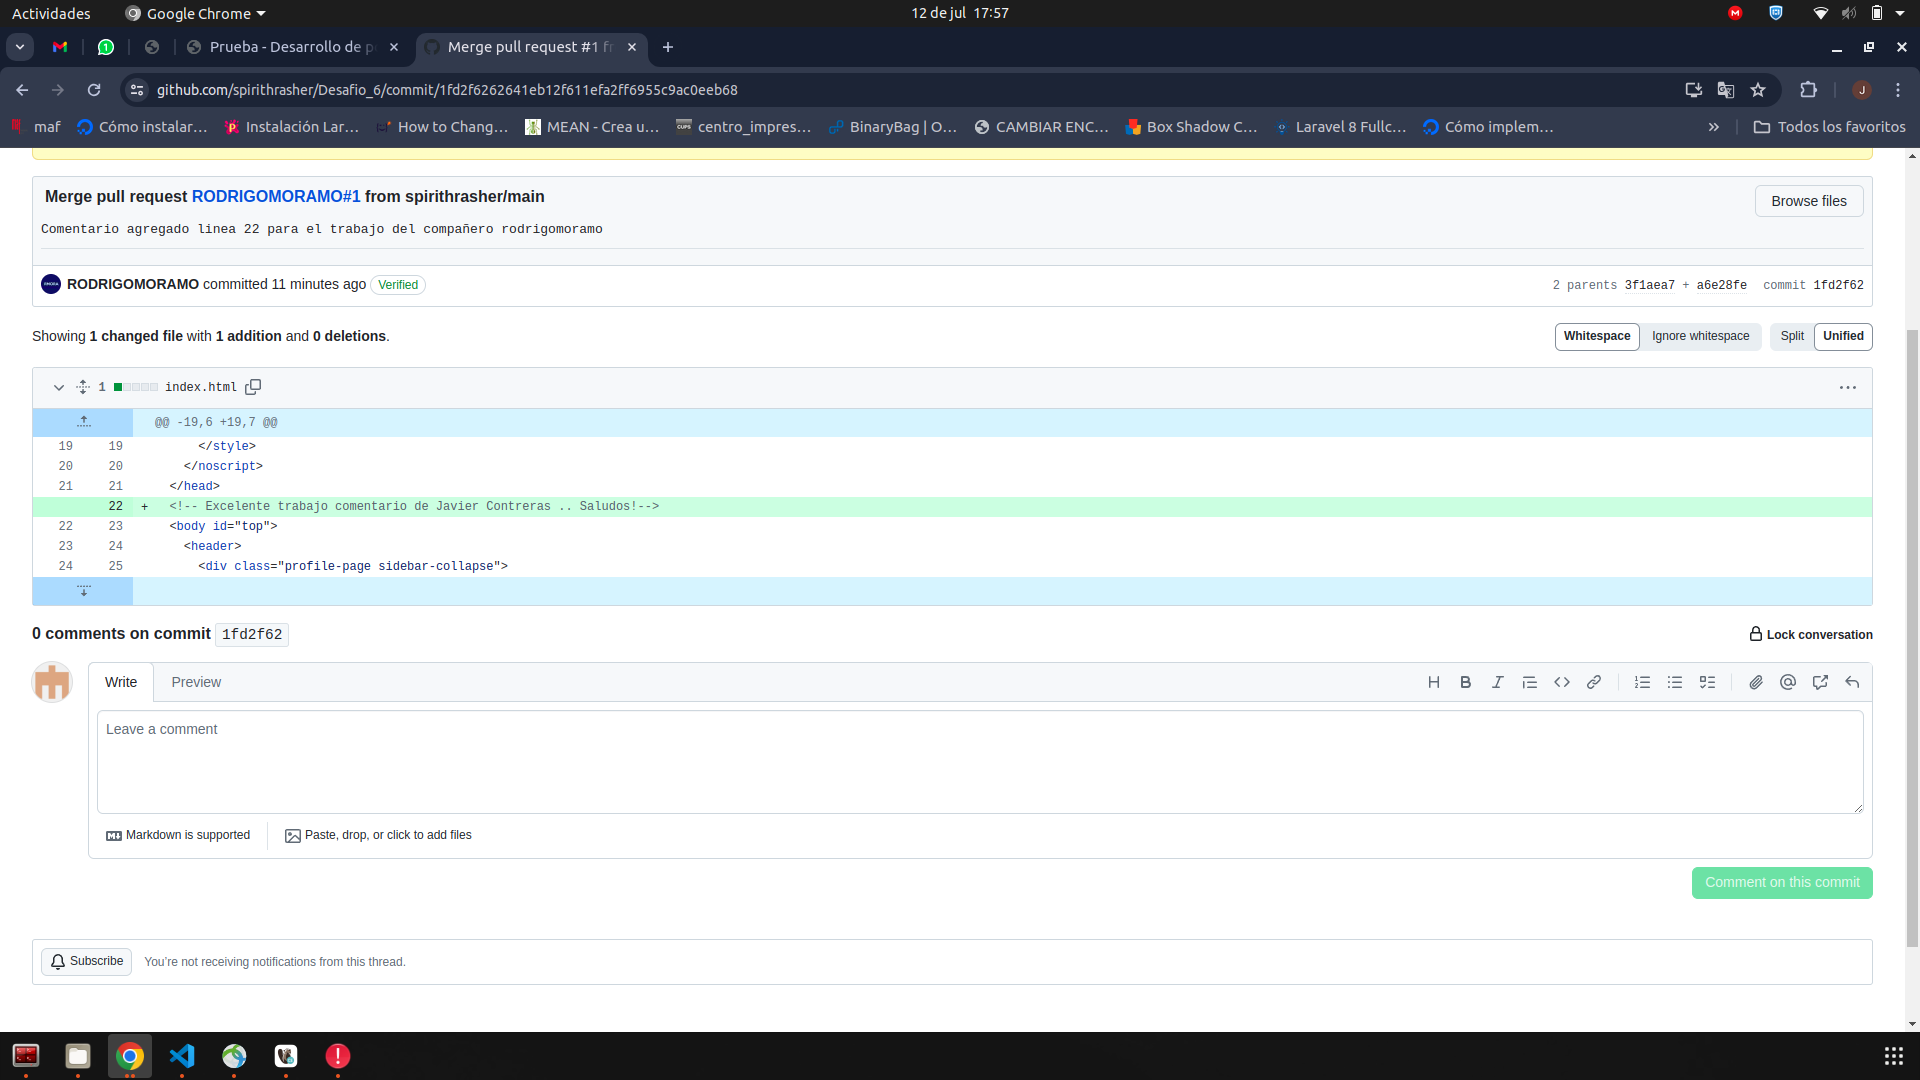 Actividades
Google Chrome
12 de jul 17:57
Prueba - Desarrollo de p
Merge pull request #1 fr
github.com/spirithrasher/Desafio_6/commit/1fd2f6262641eb12f611efa2ff6955c9ac0eeb68
J
maf
Cómo instalar…
Instalación Lar…
How to Chang…
MEAN - Crea u…
centro_impres…
BinaryBag | O…
CAMBIAR ENC…
Box Shadow C…
Laravel 8 Fullc…
Cómo implem…
Todos los favoritos
Merge pull request RODRIGOMORAMO#1 from spirithrasher/main
Browse files
Comentario agregado linea 22 para el trabajo del compañero rodrigomoramo
RODRIGOMORAMO committed 11 minutes ago Verified
2 parents 3f1aea7 + a6e28fe commit 1fd2f62
Showing 1 changed file with 1 addition and 0 deletions.
Whitespace Ignore whitespace Split Unified
1 index.html
@@ -19,6 +19,7 @@
19 19 </style>
20 20 </noscript>
21 21 </head>
22 + <!-- Excelente trabajo comentario de Javier Contreras .. Saludos!-->
22 23 <body id="top">
23 24 <header>
24 25 <div class="profile-page sidebar-collapse">
0 comments on commit 1fd2f62
Lock conversation
Write Preview
Leave a comment
Markdown is supported
Paste, drop, or click to add files
Comment on this commit
Subscribe
You're not receiving notifications from this thread.